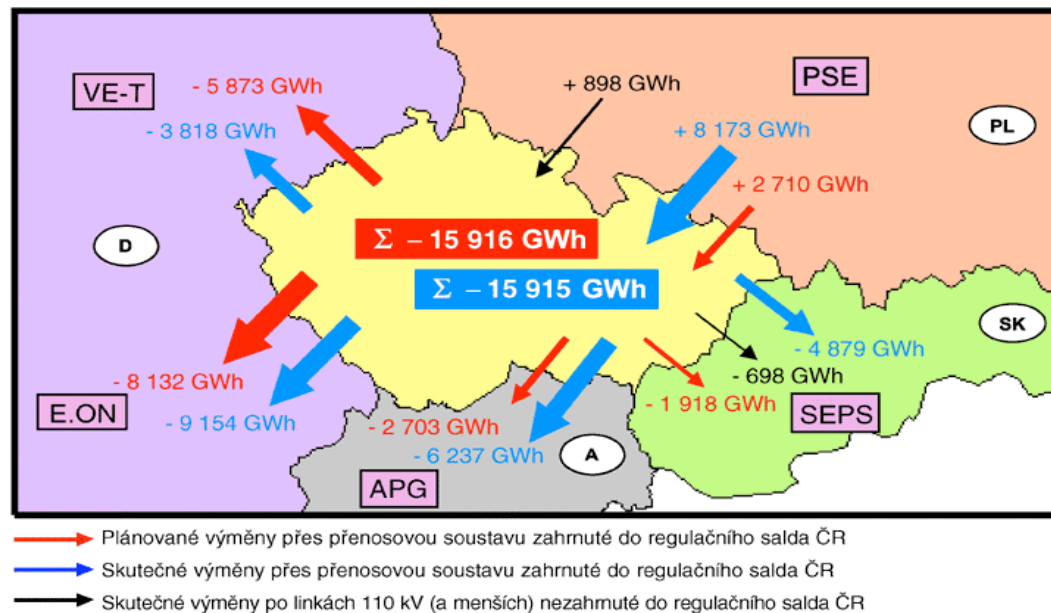 VE-T
- 5 873 GWh
- 3 818 GWh
+ 898 GWh
PSE
PL
+ 8 173 GWh
+ 2 710 GWh
Σ – 15 916 GWh
D
Σ – 15 915 GWh
SK
- 4 879 GWh
- 698 GWh
- 8 132 GWh
- 1 918 GWh
E.ON
- 9 154 GWh
- 2 703 GWh
SEPS
- 6 237 GWh
A
APG
Plánované výměny přes přenosovou soustavu zahrnuté do regulačního salda ČR
Skutečné výměny přes přenosovou soustavu zahrnuté do regulačního salda ČR
Skutečné výměny po linkách 110 kV (a menších) nezahrnuté do regulačního salda ČR